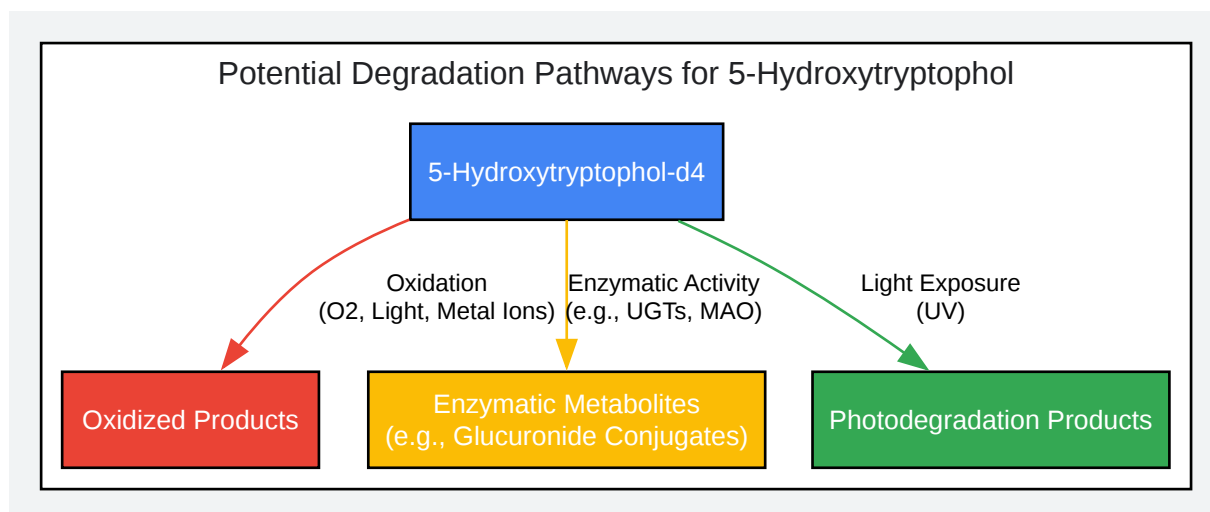 Potential Degradation Pathways for 5-Hydroxytryptophol
5-Hydroxytryptophol-d4
Oxidation
(O2, Light, Metal Ions)
Enzymatic Activity
(e.g., UGTs, MAO)
Light Exposure
(UV)
Oxidized Products
Enzymatic Metabolites
(e.g., Glucuronide Conjugates)
Photodegradation Products